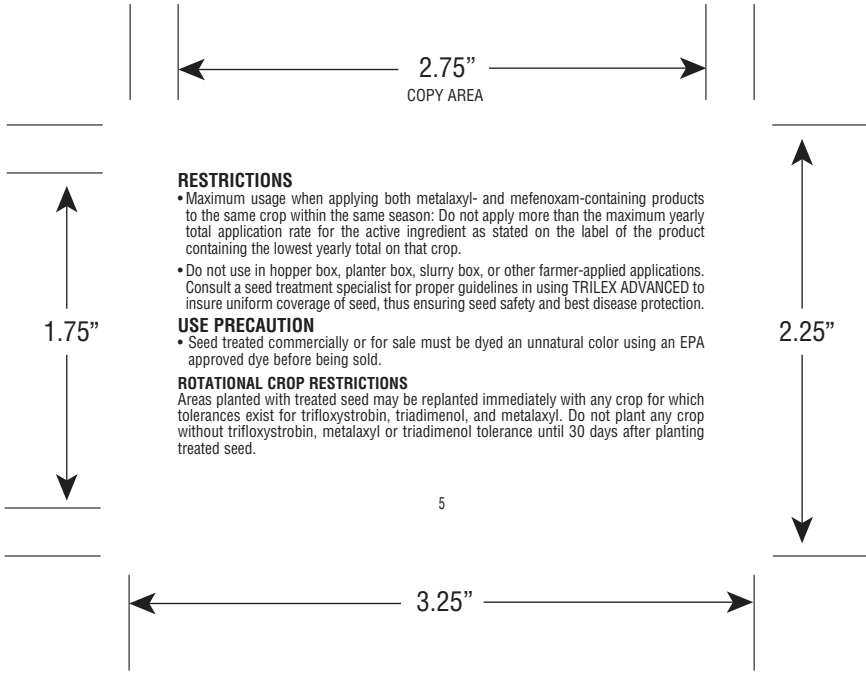 2.75”
COPY AREA
RESTRICTIONS
• Maximum usage when applying both metalaxyl- and mefenoxam-containing products
to the same crop within the same season: Do not apply more than the maximum yearly
total application rate for the active ingredient as stated on the label of the product
containing the lowest yearly total on that crop.
• Do not use in hopper box, planter box, slurry box, or other farmer-applied applications.
Consult a seed treatment specialist for proper guidelines in using TRILEX ADVANCED to
insure uniform coverage of seed, thus ensuring seed safety and best disease protection.
1.75”
2.25”
USE PRECAUTION
• Seed treated commercially or for sale must be dyed an unnatural color using an EPA
approved dye before being sold.
ROTATIONAL CROP RESTRICTIONS
Areas planted with treated seed may be replanted immediately with any crop for which
tolerances exist for trifloxystrobin, triadimenol, and metalaxyl. Do not plant any crop
without trifloxystrobin, metalaxyl or triadimenol tolerance until 30 days after planting
treated seed.
5
3.25”